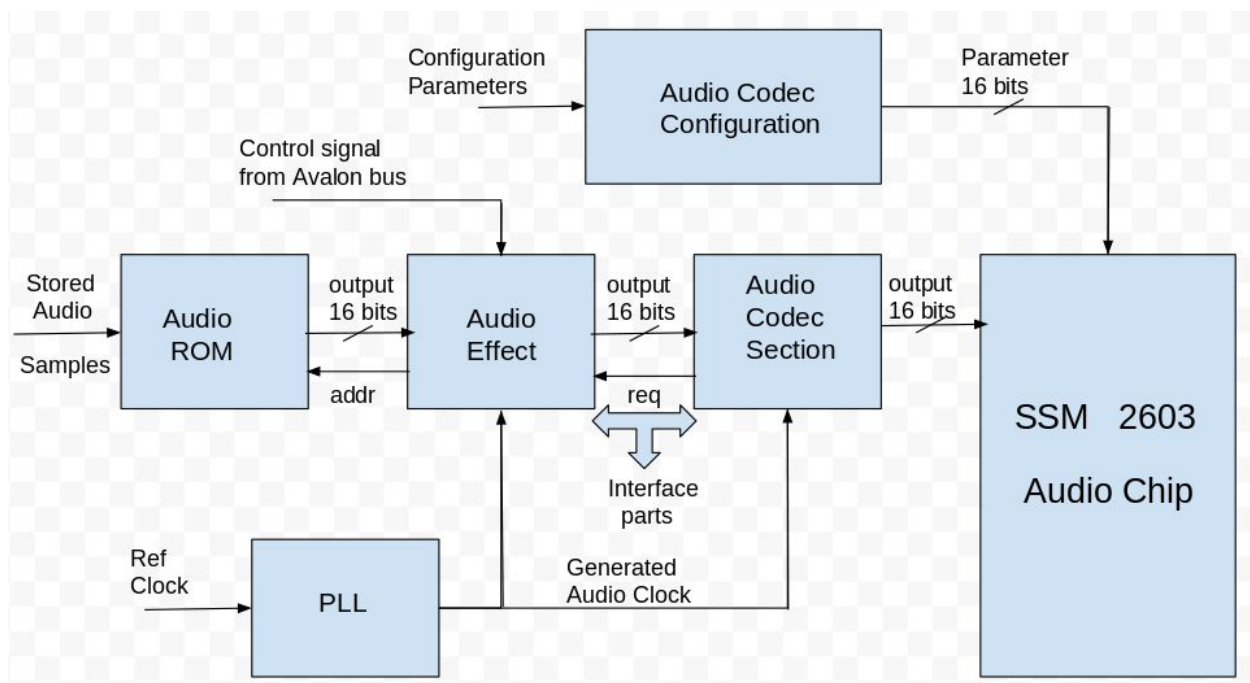 Configuration
Parameters
Audio Codec
Configuration
Parameter
16 bits
Control signal
from Avalon bus
Stored
Audio
Samples
Audio
ROM
output
16 bits
addr
Audio
Effect
output
16 bits
req
Audio
Codec
Section
output
16 bits
SSM 2603
Audio Chip
Interface
parts
Ref
Clock
PLL
Generated
Audio Clock